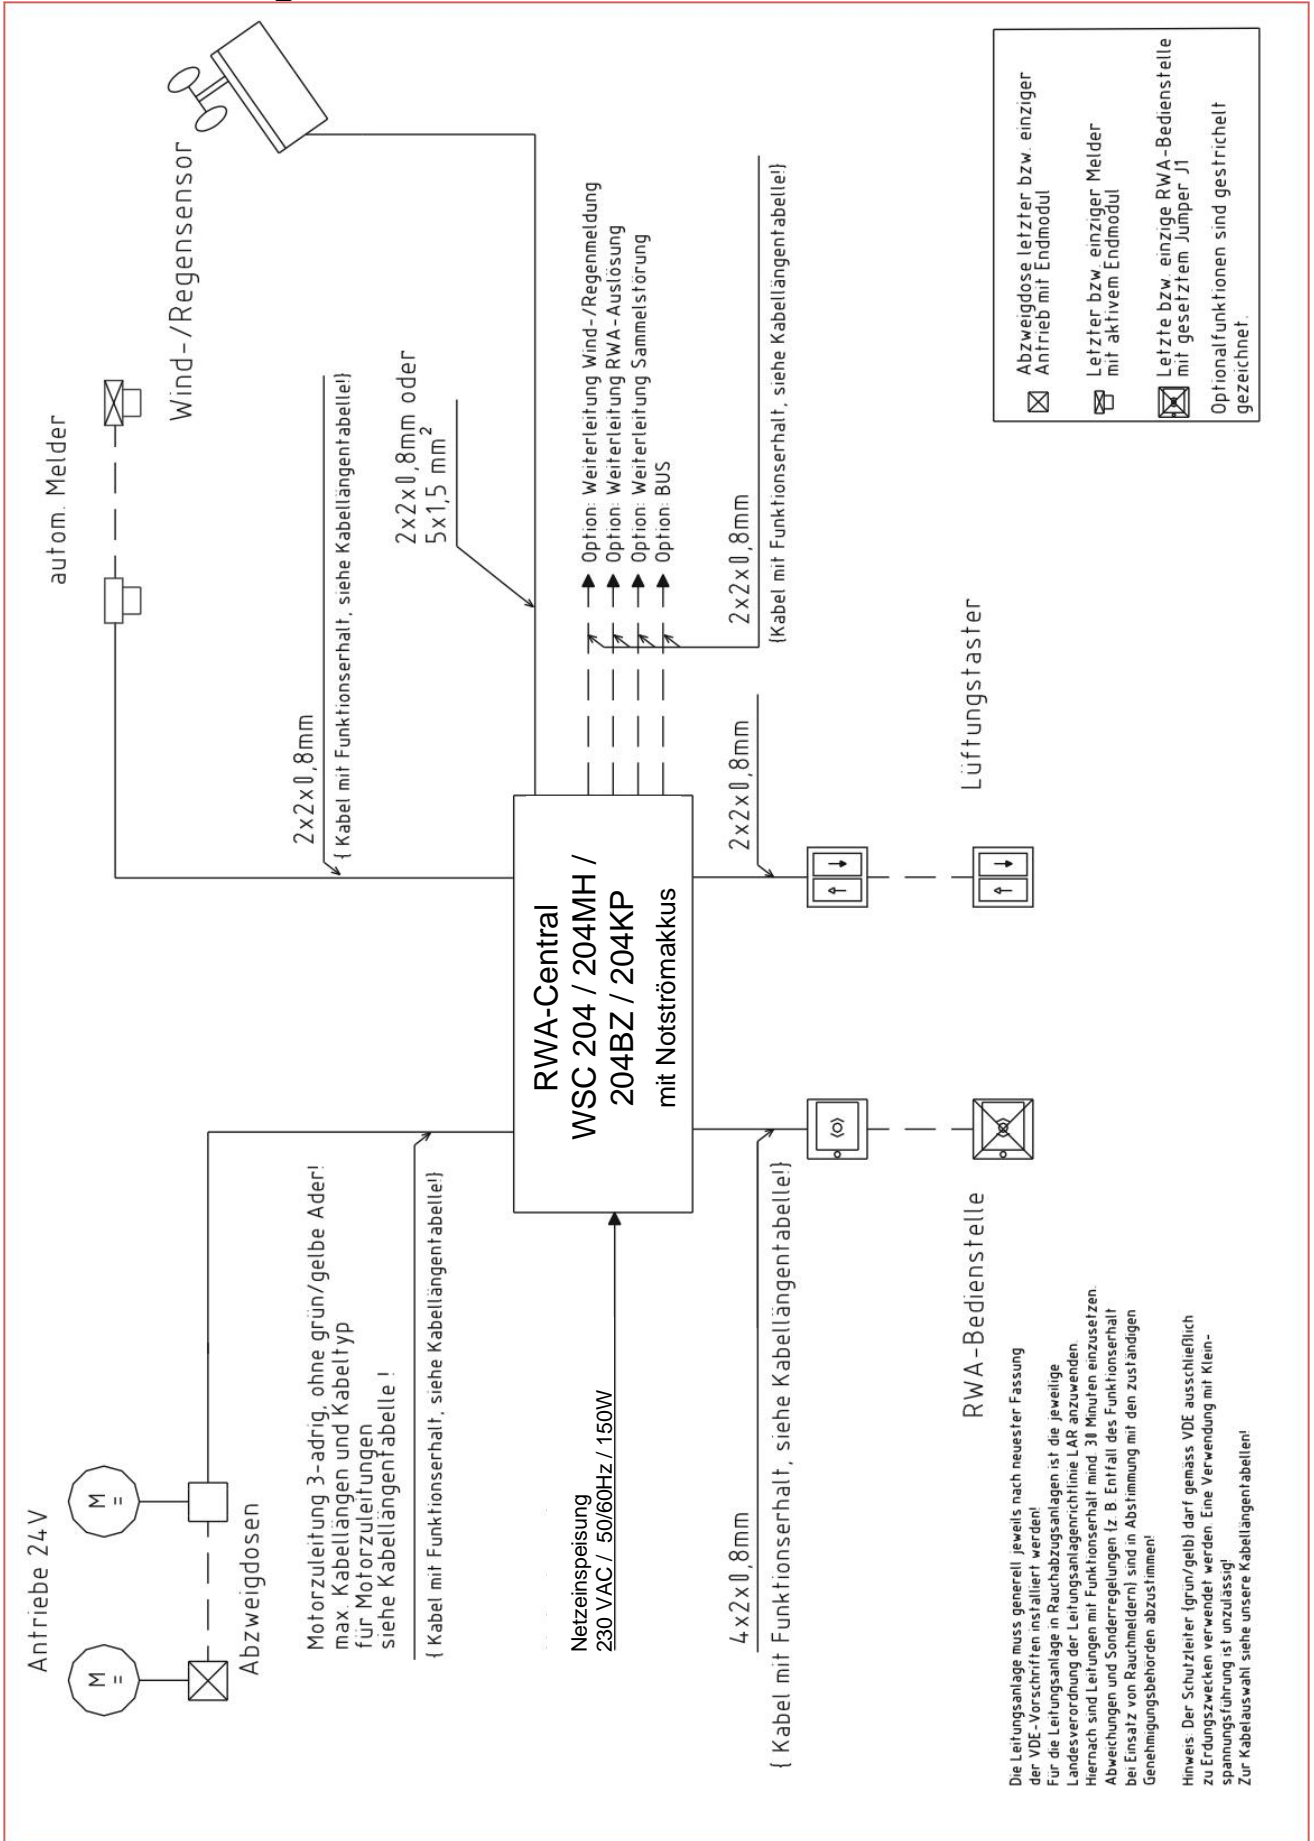 Antriebe 24V
Abzweigdosen
Motorzuleitung 3-adrig, ohne grün/gelbe Ader!
max. Kabellängen und Kabeltyp
für Motorzuleitungen
siehe Kabellängentabelle !
{ Kabel mit Funktionserhalt, siehe Kabellängentabelle!}
M
=
M
=
autom. Melder
Wind-/Regensensor
2x2x0,8mm
{ Kabel mit Funktionserhalt, siehe Kabellängentabelle!}
2x2x0,8mm oder
5x1,5 mm²
Netzeinspeisung
230 VAC / 50/60Hz / 150W
RWA-Central
WSC 204 / 204MH /
204BZ / 204KP
mit Notströmakkus
Option: Weiterleitung Wind-/Regenmeldung
Option: Weiterleitung RWA-Auslösung
Option: Weiterleitung Sammelstörung
Option: BUS
2x2x0,8mm
{Kabel mit Funktionserhalt, siehe Kabellängentabelle!}
4x2x0,8mm
{ Kabel mit Funktionserhalt, siehe Kabellängentabelle!}
2x2x0,8mm
RWA-Bedienstelle
Lüftungstaster
Die Leitungsanlage muss generell jeweils nach neuester Fassung
der VDE-Vorschriften installiert werden!
Für die Leitungsanlage in Rauchabzugsanlagen ist die jeweilige
Landesverordnung der Leitungsanlagenrichtlinie LAR anzuwenden.
Hiernach sind Leitungen mit Funktionserhalt mind. 30 Minuten einzusetzen.
Abweichungen und Sonderregelungen (z. B. Entfall des Funktionserhalt
bei Einsatz von Rauchmeldern) sind in Abstimmung mit den zuständigen
Genehmigungsbehörden abzustimmen!
Hinweis: Der Schutzleiter (grün/gelb) darf gemäss VDE ausschließlich
zu Erdungszwecken verwendet werden. Eine Verwendung mit Klein-
spannungsführung ist unzulässig!
Zur Kabelauswahl siehe unsere Kabellängentabellen!
Abzweigdose letzter bzw. einziger
Antrieb mit Endmodul
Letzter bzw. einziger Melder
mit aktivem Endmodul
Letzte bzw. einzige RWA-Bedienstelle
mit gesetztem Jumper J1
Optionalfunktionen sind gestrichelt
gezeichnet.